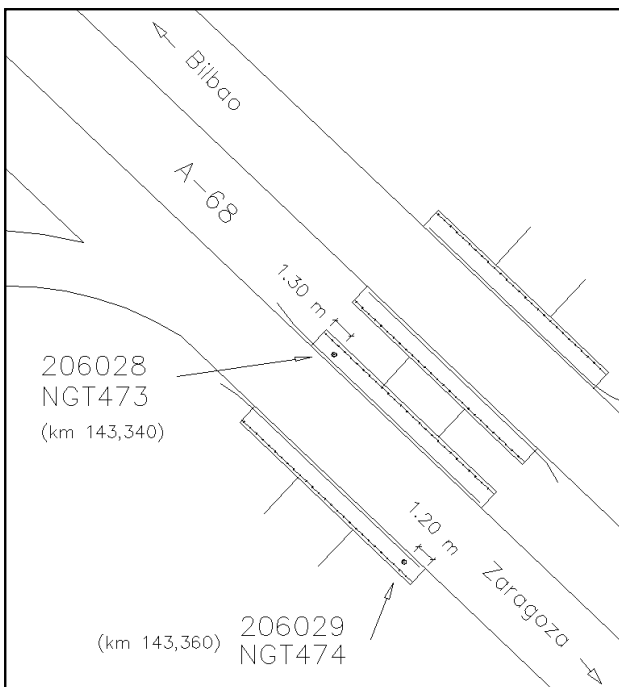 Bilbao
A-68
1.30 m
206028
NGT473
(km 143,340)
1.20 m
Zaragoza
(km 143,360)
206029
NGT474